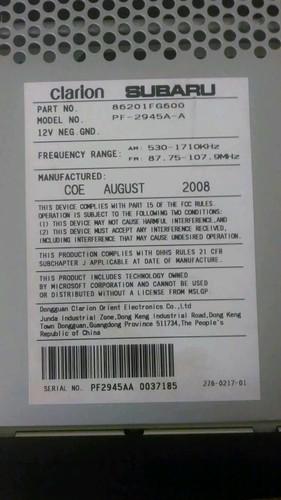 clarion SUBARU
PART NO. 86201FG600
MODEL NO. PF-2945A-A
12V NEG.GND.
FREQUENCY RANGE: AM: 530-1710KHz
FM: 87.75-107.9MHz
MANUFACTURED:
COE AUGUST 2008
THIS DEVICE COMPLIES WITH PART 15 OF THE FCC RULES.
OPERATION IS SUBJECT TO THE FOLLOWING TWO CONDITIONS:
(1) THIS DEVICE MAY NOT CAUSE HARMFUL INTERFERENCE,AND
(2) THIS DEVICE MUST ACCEPT ANY INTERFERENCE RECEIVED,
INCLUDING INTERFERENCE THAT MAY CAUSE UNDESIRED OPERATION.
THIS PRODUCTION COMPLIES WITH DHHS RULES 21 CFR
SUBCHAPTER J APPLICABLE AT DATE OF MANUFACTURE.
THIS PRODUCT INCLUDES TECHNOLOGY OWNED
BY MICROSOFT CORPORATION AND CANNOT BE USED
OR DISTRIBUTED WITHOUT A LICENSE FROM MSLGP.
Dongguan Clarion Orient Electronics Co.,Ltd
Junda Industrial Zone,Dong Keng Industrial Road,Dong Keng
Town Dongguan,Guangdong Province 511734,The People's
Republic of China
SERIAL NO. PF2945AA 0037185 276-0217-01